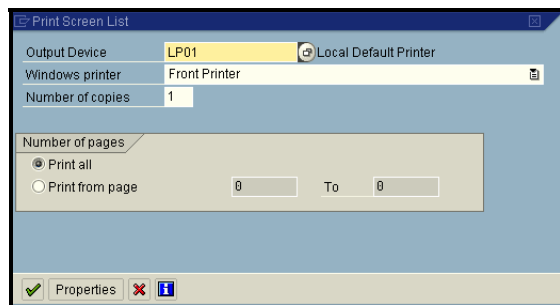 Print Screen List
Output Device LP01 Local Default Printer
Windows printer Front Printer
Number of copies 1
Number of pages
Print all
Print from page 0 To 0
Properties